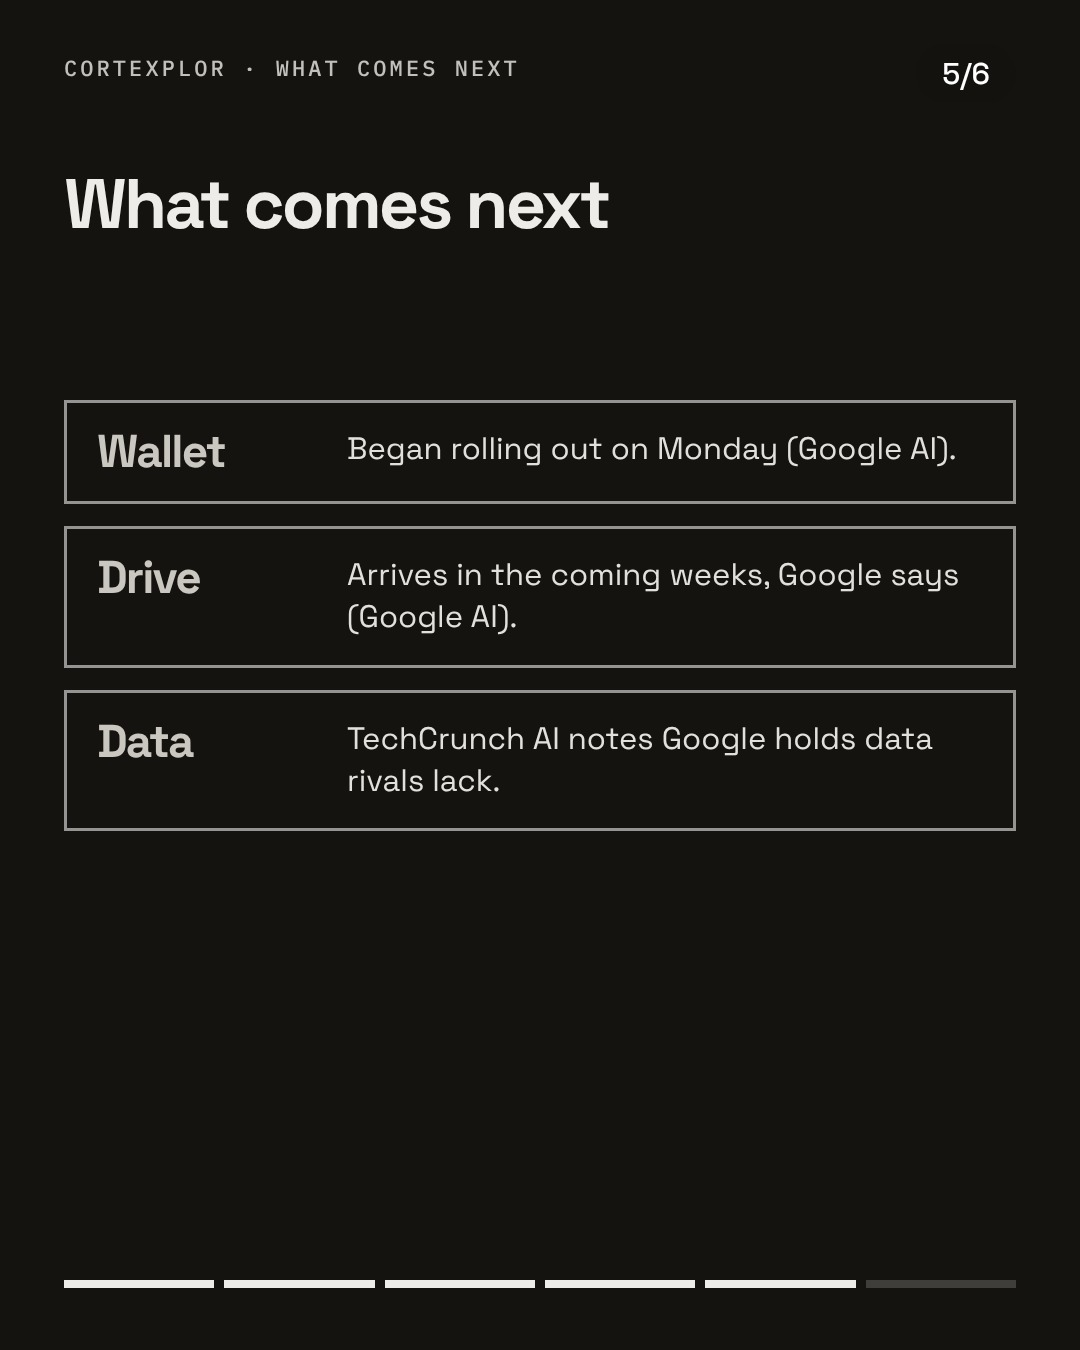 CORTEXPLOR · WHAT COMES NEXT
5/6
What comes next
Wallet
Began rolling out on Monday (Google AI).
Drive
Arrives in the coming weeks, Google says
(Google AI).
Data
TechCrunch AI notes Google holds data
rivals lack.